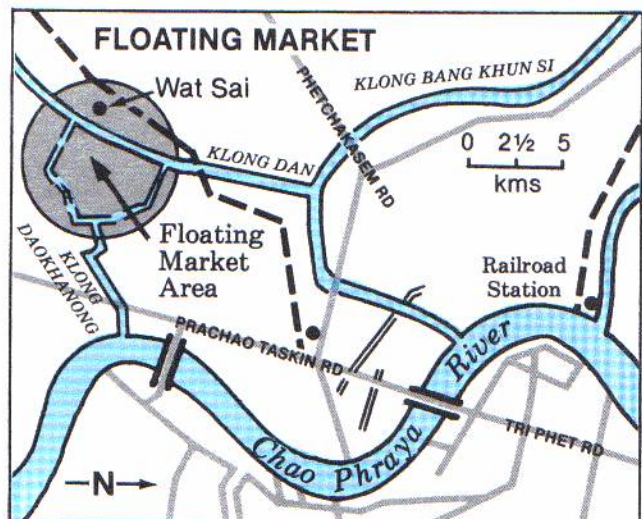 FLOATING MARKET
Wat Sai
PHETCHAKASEM RD
KLONG BANG KHUN SI
0 2½ 5
kms
KLONG DAN
KLONG
DAOKHANONG
Floating
Market
Area
Railroad
Station
PRACHAO TASKIN RD
Chao Phraya River
TRI PHET RD
N